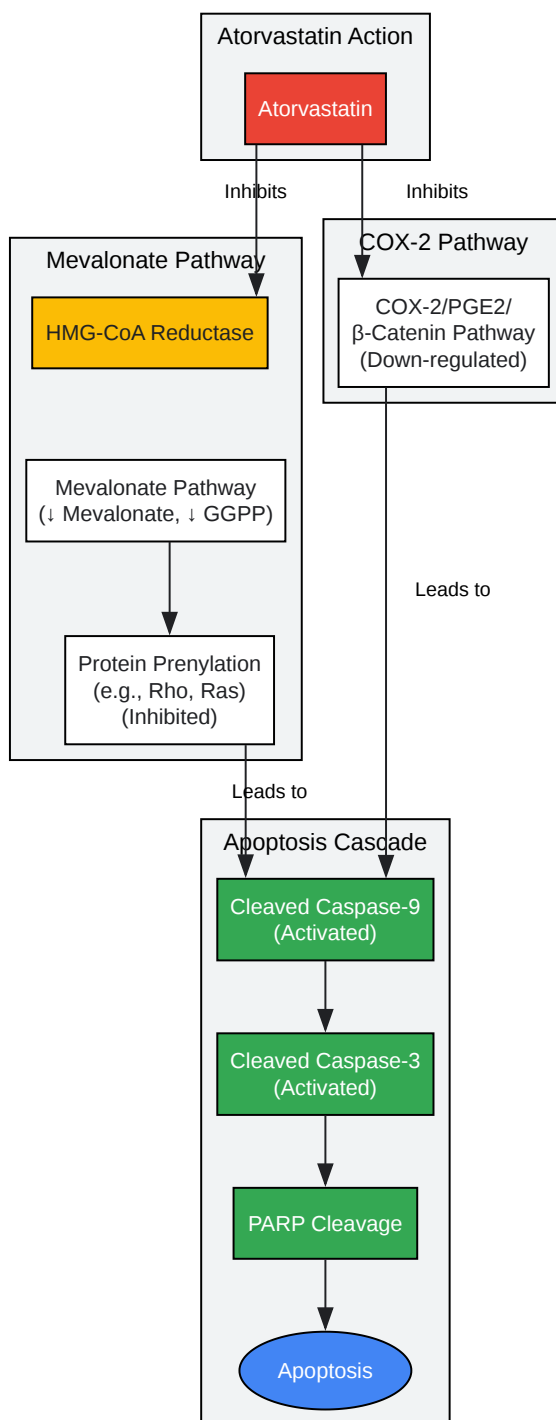 Atorvastatin Action
Atorvastatin
Inhibits
Inhibits
Mevalonate Pathway
COX-2 Pathway
HMG-CoA Reductase
COX-2/PGE2/
β-Catenin Pathway
(Down-regulated)
Mevalonate Pathway
(↓ Mevalonate, ↓ GGPP)
Leads to
Protein Prenylation
(e.g., Rho, Ras)
(Inhibited)
Leads to
Apoptosis Cascade
Cleaved Caspase-9
(Activated)
Cleaved Caspase-3
(Activated)
PARP Cleavage
Apoptosis